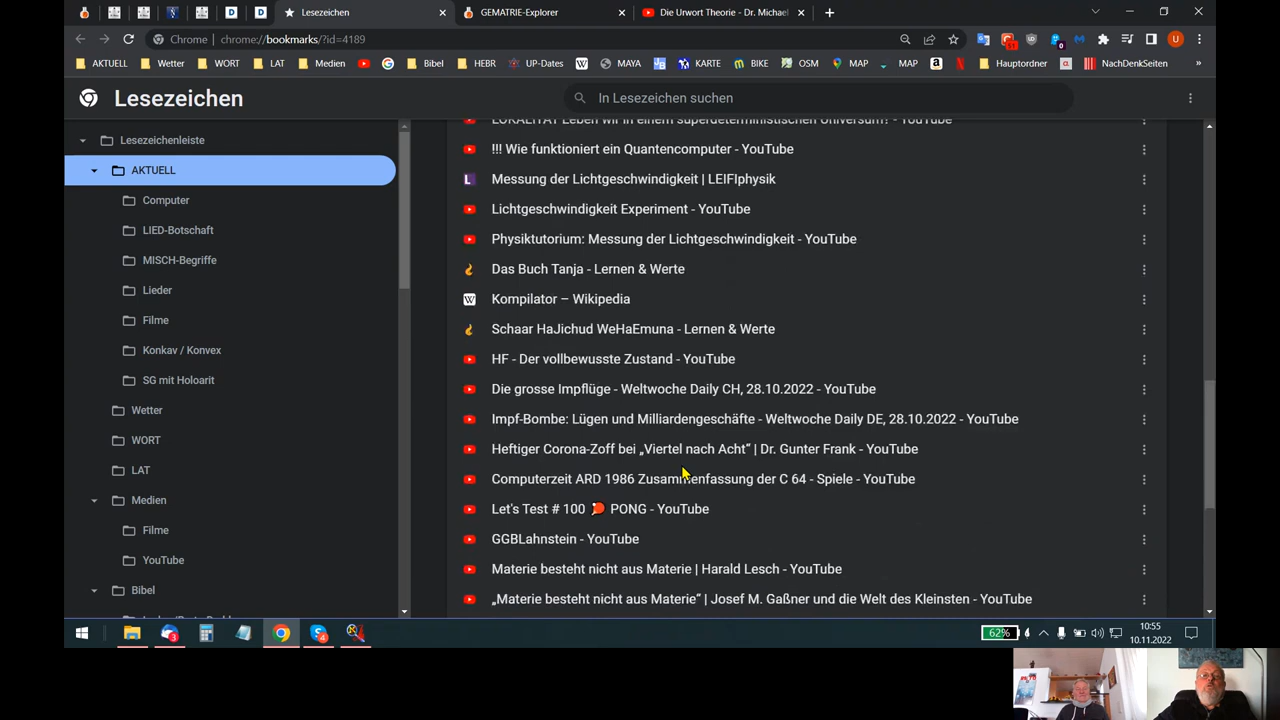 Lesezeichen
GEMATRIE-Explorer
Die Urwort Theorie - Dr. Michael
Chrome | chrome://bookmarks/?id=4189
AKTUELL
Wetter
WORT
LAT
Medien
Bibel
HEBR
UP-Dates
MAYA
KARTE
BIKE
OSM
MAP
MAP
Hauptordner
NachDenkSeiten
Lesezeichen
In Lesezeichen suchen
Lesezeichenleiste
AKTUELL
Computer
LIED-Botschaft
MISCH-Begriffe
Lieder
Filme
Konkav / Konvex
SG mit Holoarit
Wetter
WORT
LAT
Medien
Filme
YouTube
Bibel
LOKALITÄT Leben wir in einem superdeterministischen Universum? - YouTube
!!! Wie funktioniert ein Quantencomputer - YouTube
Messung der Lichtgeschwindigkeit | LEIFIphysik
Lichtgeschwindigkeit Experiment - YouTube
Physiktutorium: Messung der Lichtgeschwindigkeit - YouTube
Das Buch Tanja - Lernen & Werte
Kompilator – Wikipedia
Schaar HaJichud WeHaEmuna - Lernen & Werte
HF - Der vollbewusste Zustand - YouTube
Die grosse Impflüge - Weltwoche Daily CH, 28.10.2022 - YouTube
Impf-Bombe: Lügen und Milliardengeschäfte - Weltwoche Daily DE, 28.10.2022 - YouTube
Heftiger Corona-Zoff bei „Viertel nach Acht“ | Dr. Gunter Frank - YouTube
Computerzeit ARD 1986 Zusammenfassung der C 64 - Spiele - YouTube
Let's Test # 100 🏓 PONG - YouTube
GGBLahnstein - YouTube
Materie besteht nicht aus Materie | Harald Lesch - YouTube
„Materie besteht nicht aus Materie“ | Josef M. Gaßner und die Welt des Kleinsten - YouTube
62%
10:55
10.11.2022